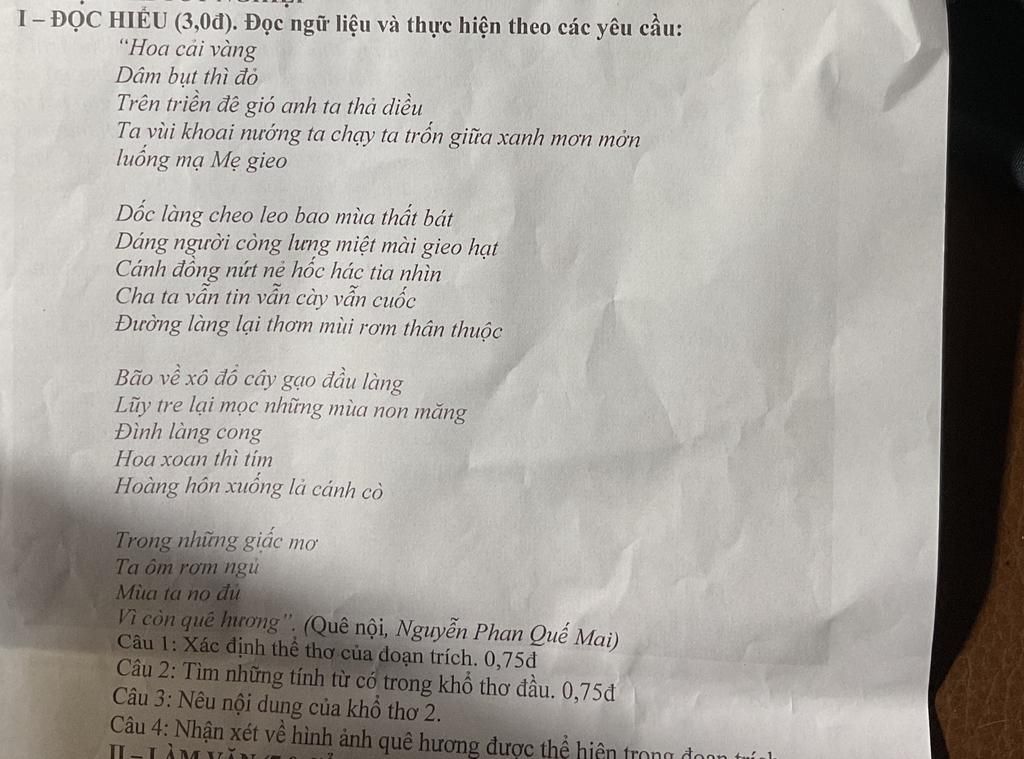 I – ĐỌC HIỂU (3,0đ). Đọc ngữ liệu và thực hiện theo các yêu cầu:
“Hoa cải vàng
Dâm bụt thì đỏ
Trên triền đê gió anh ta thả diều
Ta vùi khoai nướng ta chạy ta trốn giữa xanh mơn mởn
luống mạ Mẹ gieo
Dốc làng cheo leo bao mùa thất bát
Dáng người còng lưng miệt mài gieo hạt
Cánh đồng nứt nẻ hốc hác tia nhìn
Cha ta vẫn tin vẫn cày vẫn cuốc
Đường làng lại thơm mùi rơm thân thuộc
Bão về xô đổ cây gạo đầu làng
Lũy tre lại mọc những mùa non măng
Đình làng cong
Hoa xoan thì tím
Hoàng hôn xuống lả cánh cò
Trong những giấc mơ
Ta ôm rơm ngủ
Mùa ta no đủ
Vì còn quê hương”. (Quê nội, Nguyễn Phan Quế Mai)
Câu 1: Xác định thể thơ của đoạn trích. 0,75đ
Câu 2: Tìm những tính từ có trong khổ thơ đầu. 0,75đ
Câu 3: Nêu nội dung của khổ thơ 2.
Câu 4: Nhận xét về hình ảnh quê hương được thể hiện trong đoạn trích
II – LÀM VĂN